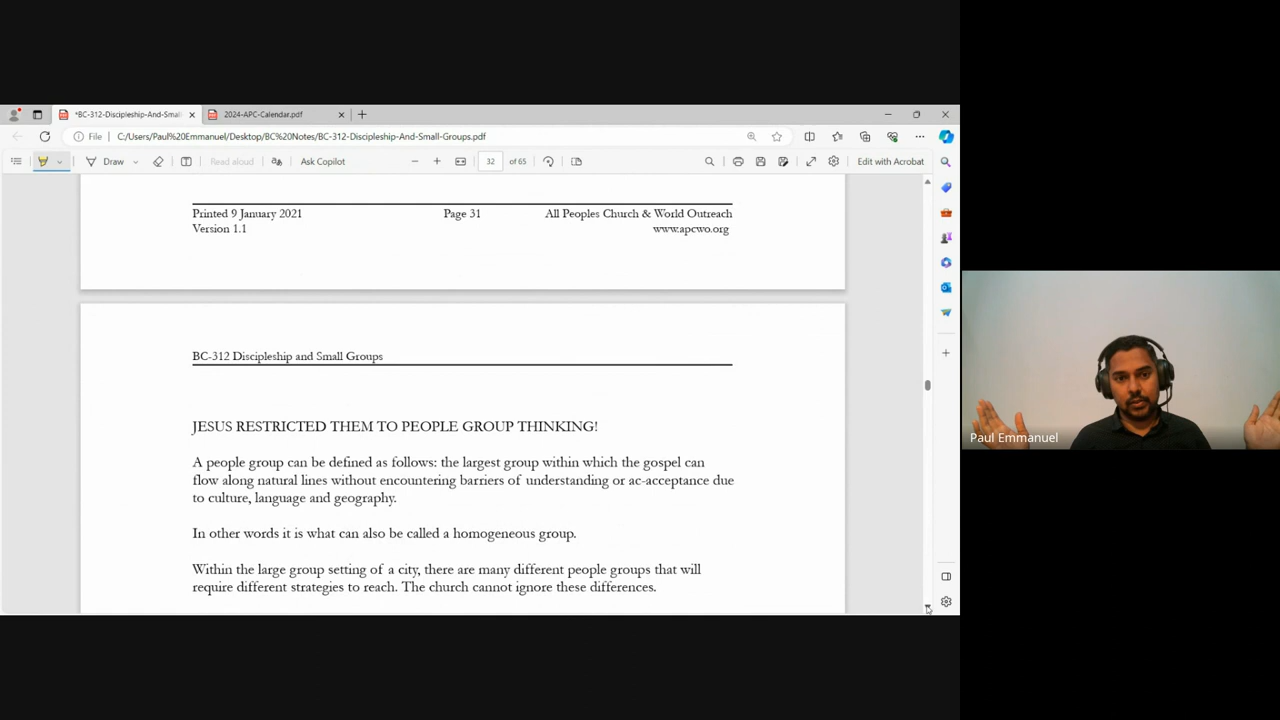 *BC-312-Discipleship-And-Small-
2024-APC-Calendar.pdf
File
C:/Users/Paul%20Emmanuel/Desktop/BC%20Notes/BC-312-Discipleship-And-Small-Groups.pdf
Draw
Read aloud
Ask Copilot
32 of 65
Edit with Acrobat
Printed 9 January 2021 Page 31 All Peoples Church & World Outreach
Version 1.1 www.apcwo.org
BC-312 Discipleship and Small Groups
JESUS RESTRICTED THEM TO PEOPLE GROUP THINKING!
A people group can be defined as follows: the largest group within which the gospel can
flow along natural lines without encountering barriers of understanding or ac-acceptance due
to culture, language and geography.
In other words it is what can also be called a homogeneous group.
Within the large group setting of a city, there are many different people groups that will
require different strategies to reach. The church cannot ignore these differences.
Paul Emmanuel